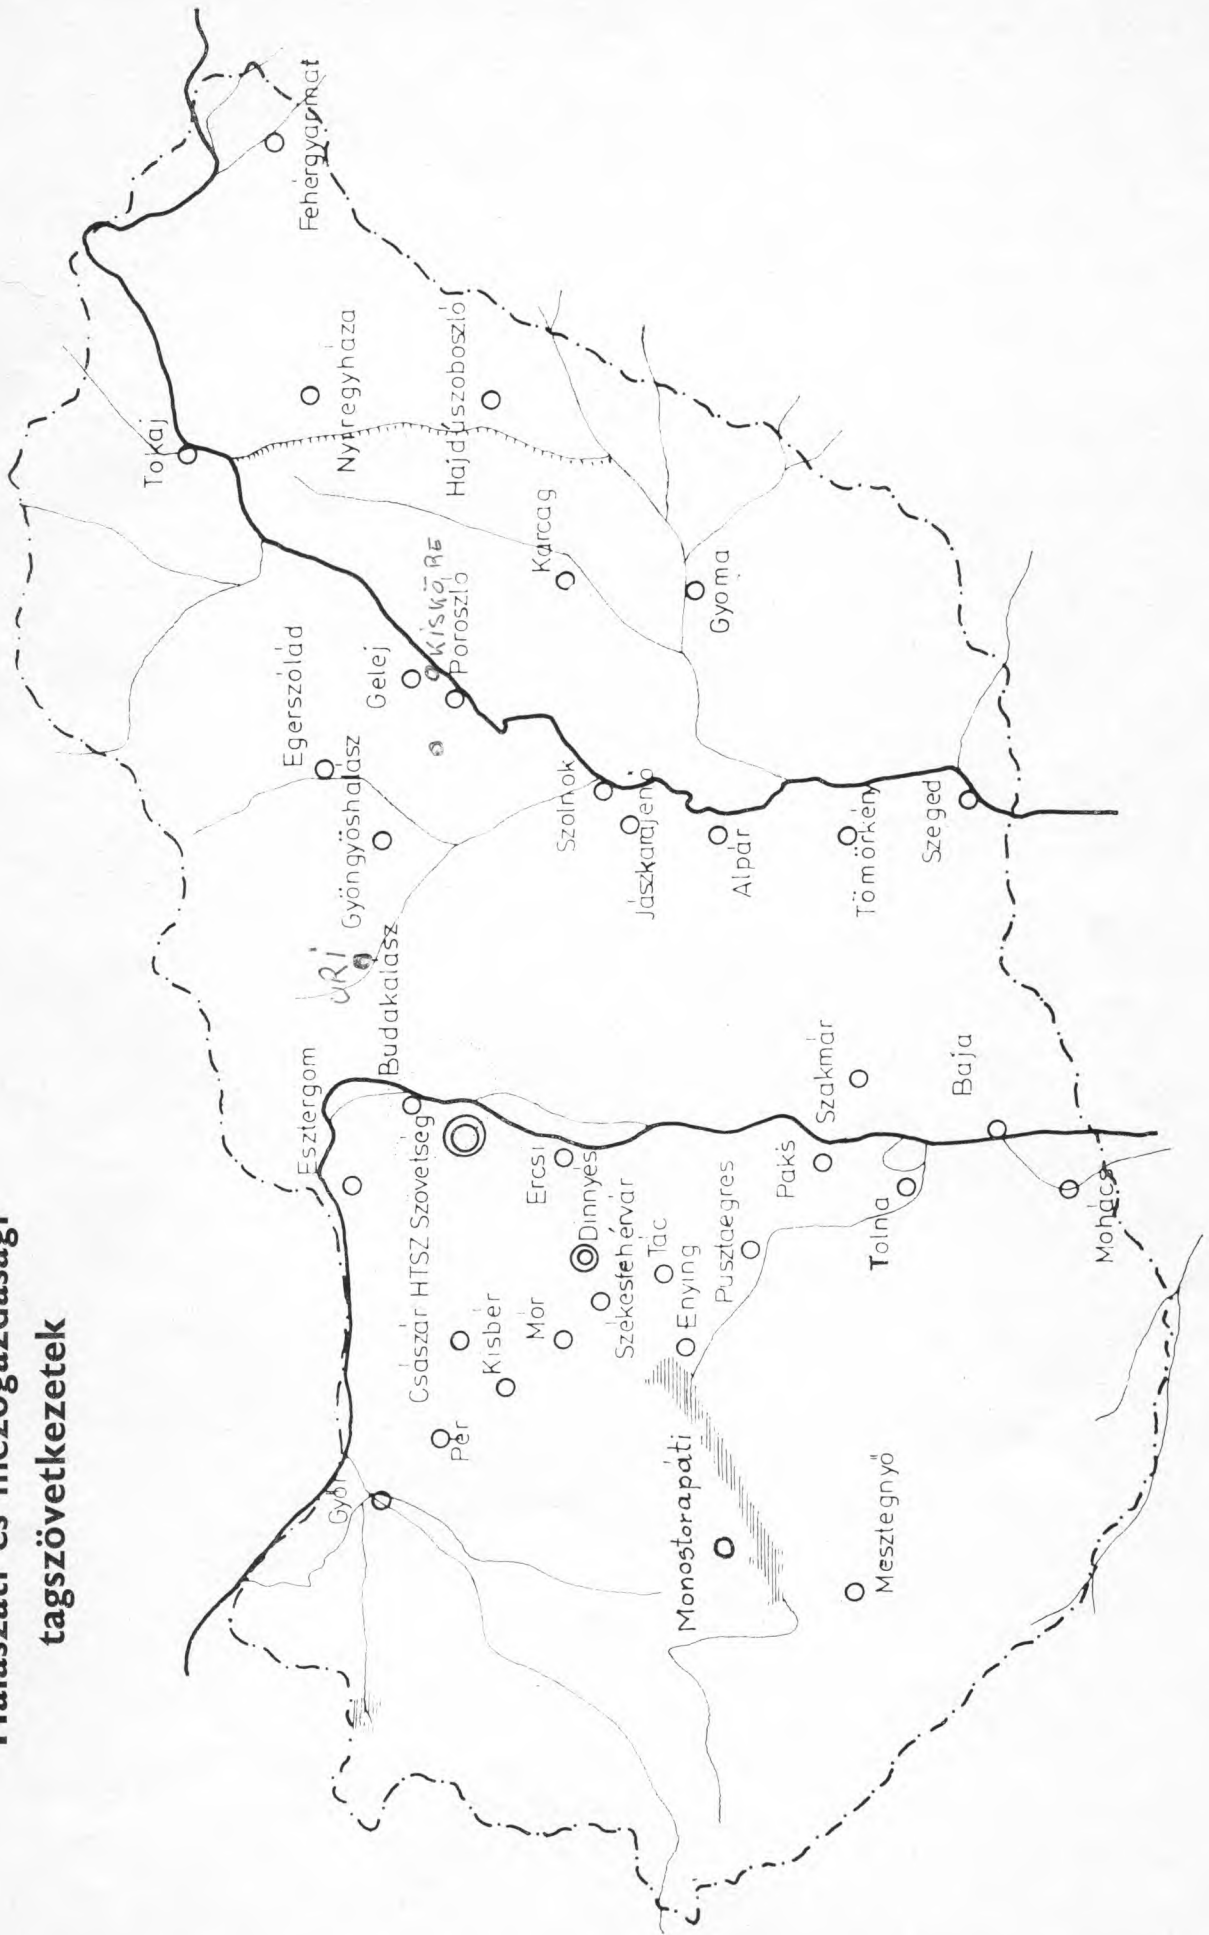 Halászati és mezőgazdasági
tagszövetkezetek
Fehérgyarmat
Tokaj
Nyíregyháza
Hajdúszoboszló
Egerszólád
Gelej
KISKÖRE
Poroszló
Karcag
Gyoma
Gyöngyöshalász
ÚRI
Budakalász
Szolnok
Jászkarajenő
Alpár
Tömörkény
Szeged
Esztergom
Császár
HTSZ Szövetség
Ercsi
Dinnyés
Székesfehérvár
Tác
Enying
Pusztaegres
Paks
Szakmár
Baja
Tolna
Mohács
Győr
Pér
Kisbér
Mór
Monostorapáti
Mesztegnyő